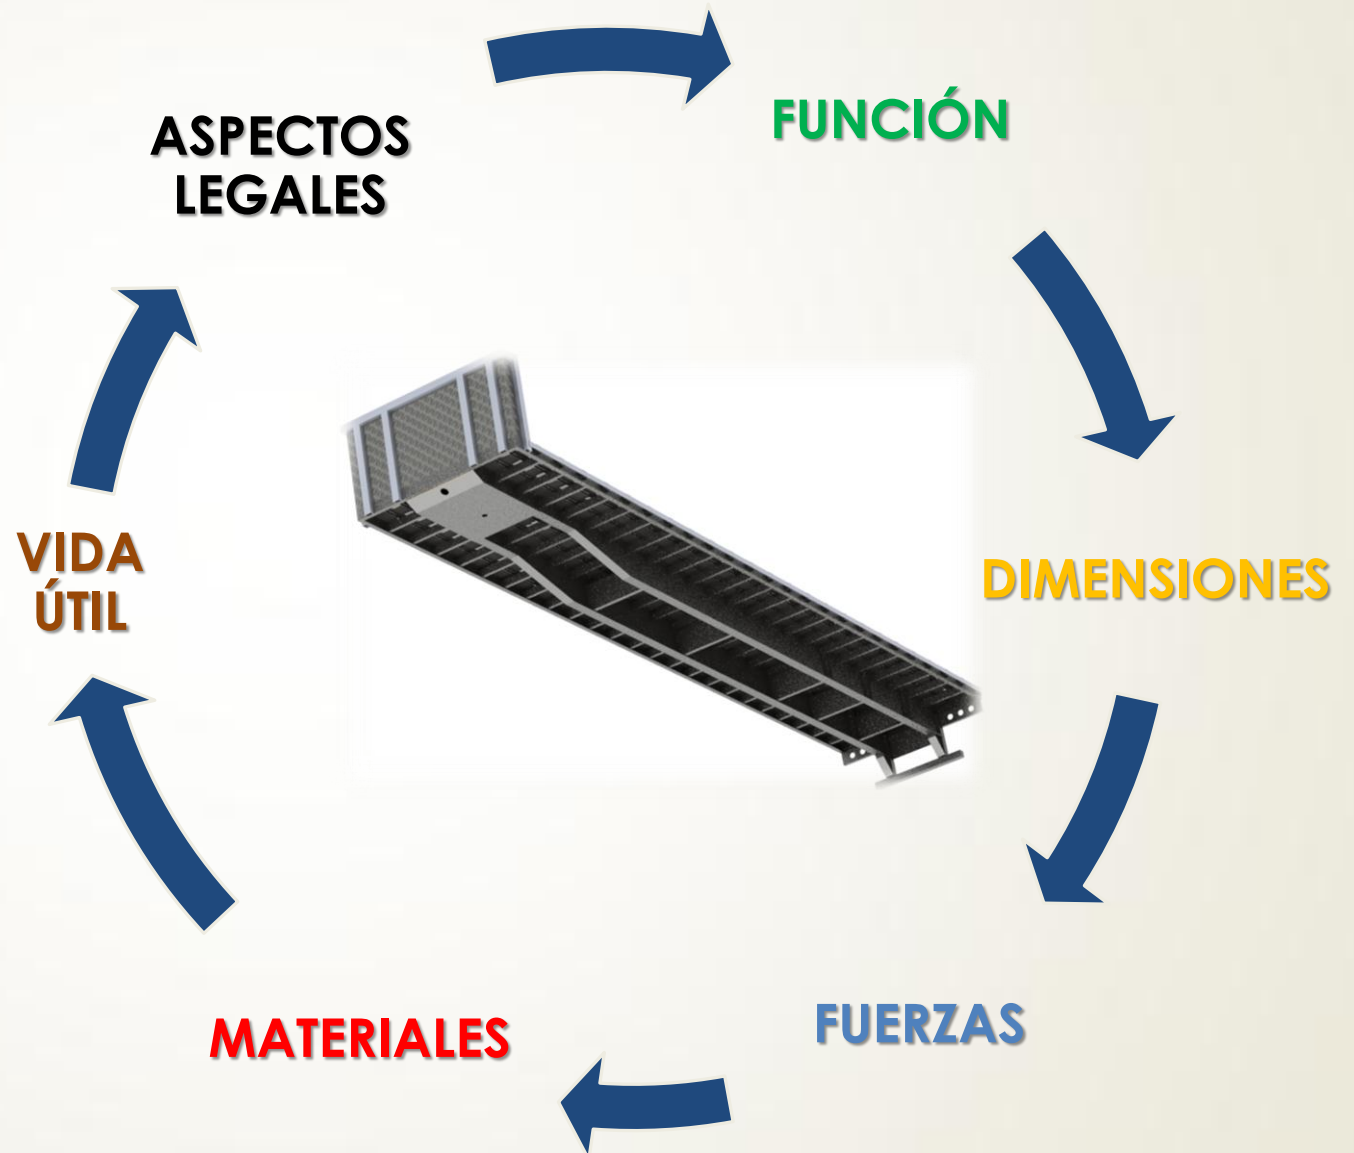 ASPECTOS
LEGALES
FUNCIÓN
DIMENSIONES
FUERZAS
MATERIALES
VIDA
ÚTIL